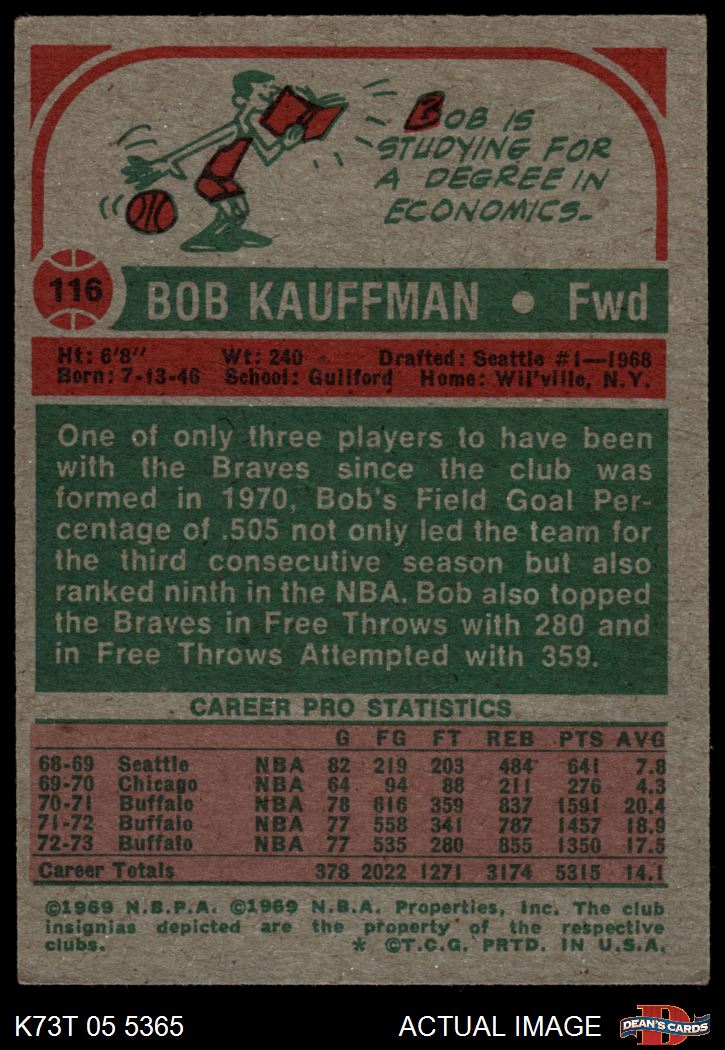 BOB IS
STUDYING FOR
A DEGREE IN
ECONOMICS.
116 BOB KAUFFMAN • Fwd
Ht: 6'8" Wt: 240 Drafted: Seattle #1—1968
Born: 7-13-46 School: Guilford Home: Wil'ville, N.Y.
One of only three players to have been
with the Braves since the club was
formed in 1970, Bob's Field Goal Per-
centage of .505 not only led the team for
the third consecutive season but also
ranked ninth in the NBA. Bob also topped
the Braves in Free Throws with 280 and
in Free Throws Attempted with 359.
CAREER PRO STATISTICS
G FG FT REB PTS AVG
68-69 Seattle NBA 82 219 203 484 641 7.8
69-70 Chicago NBA 64 94 88 211 276 4.3
70-71 Buffalo NBA 78 616 359 837 1591 20.4
71-72 Buffalo NBA 77 558 341 787 1457 18.9
72-73 Buffalo NBA 77 535 280 855 1350 17.5
Career Totals 378 2022 1271 3174 5315 14.1
©1969 N.B.P.A. ©1969 N.B.A. Properties, Inc. The club
insignias depicted are the property of the respective
clubs. * ©T.C.G. PRTD. IN U.S.A.
K73T 05 5365 ACTUAL IMAGE DEAN'S CARDS